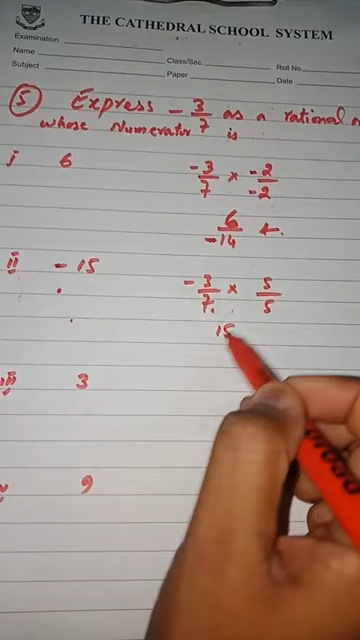 THE CATHEDRAL SCHOOL SYSTEM
Examination
Name
Class/Sec.
Roll No
Subject
Paper
Date
5 Express -3/7 as a rational
whose Numerator is
i 6 -3/7 × -2/-2
6/-14 ←
ii -15 -3/7 × 5/5
15
3
9